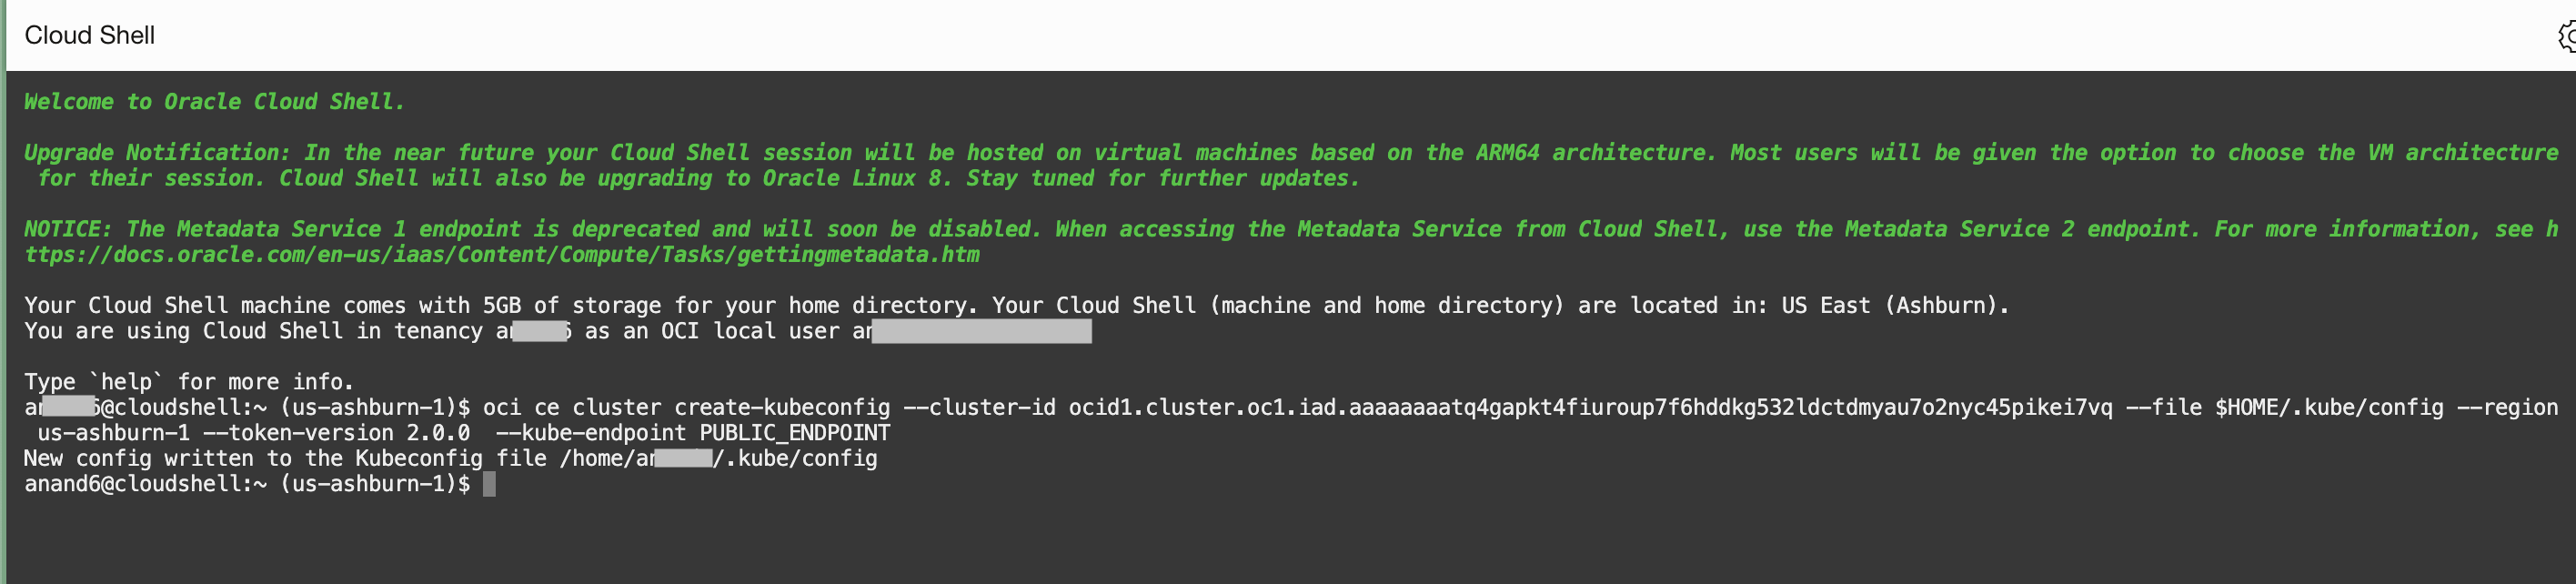 Cloud Shell
Welcome to Oracle Cloud Shell.
Upgrade Notification: In the near future your Cloud Shell session will be hosted on virtual machines based on the ARM64 architecture. Most users will be given the option to choose the VM architecture
for their session. Cloud Shell will also be upgrading to Oracle Linux 8. Stay tuned for further updates.
NOTICE: The Metadata Service 1 endpoint is deprecated and will soon be disabled. When accessing the Metadata Service from Cloud Shell, use the Metadata Service 2 endpoint. For more information, see h
ttps://docs.oracle.com/en-us/iaas/Content/Compute/Tasks/gettingmetadata.htm
Your Cloud Shell machine comes with 5GB of storage for your home directory. Your Cloud Shell (machine and home directory) are located in: US East (Ashburn).
You are using Cloud Shell in tenancy as an OCI local user
Type `help` for more info.
@cloudshell:~ (us-ashburn-1)$ oci ce cluster create-kubeconfig --cluster-id ocid1.cluster.oc1.iad.aaaaaaaatq4gapkt4fiuroup7f6hddkg532ldctdmyau7o2nyc45pikei7vq --file $HOME/.kube/config --region
us-ashburn-1 --token-version 2.0.0 --kube-endpoint PUBLIC_ENDPOINT
New config written to the Kubeconfig file /home/ /.kube/config
anand6@cloudshell:~ (us-ashburn-1)$